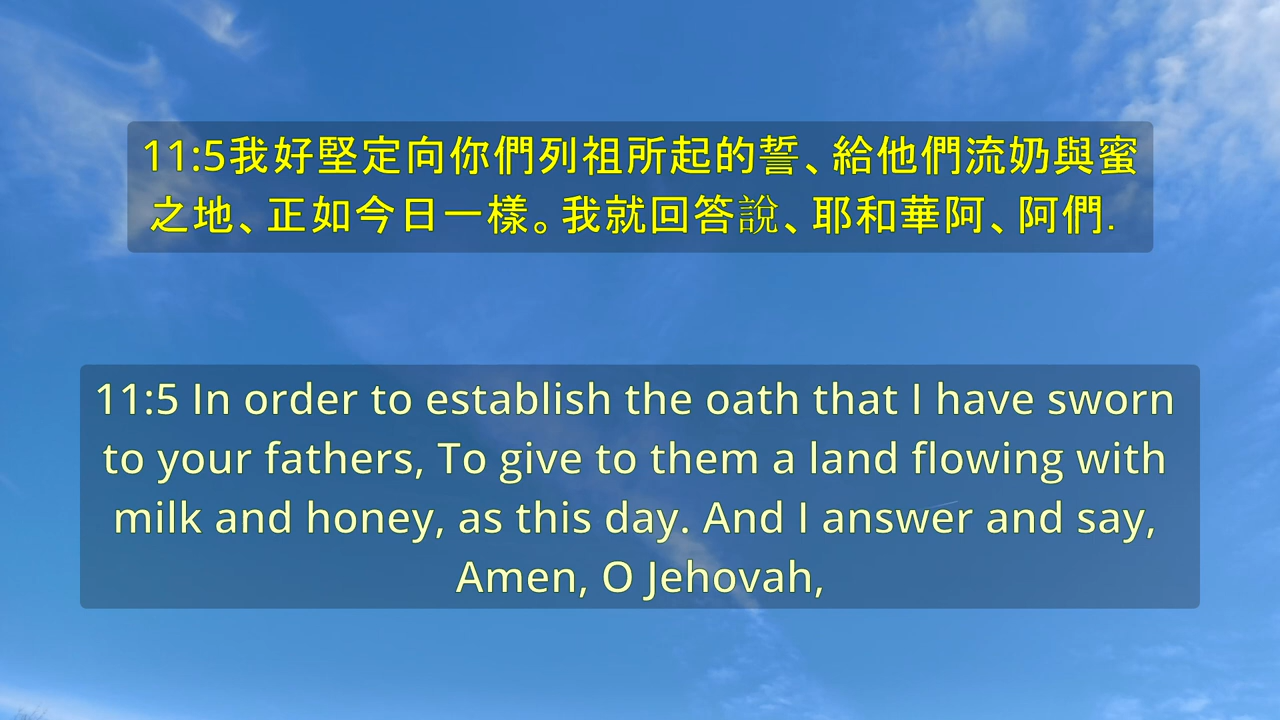 11:5我好堅定向你們列祖所起的誓、給他們流奶與蜜
之地、正如今日一樣。我就回答說、耶和華阿、阿們.
11:5 In order to establish the oath that I have sworn
to your fathers, To give to them a land flowing with
milk and honey, as this day. And I answer and say,
Amen, O Jehovah,